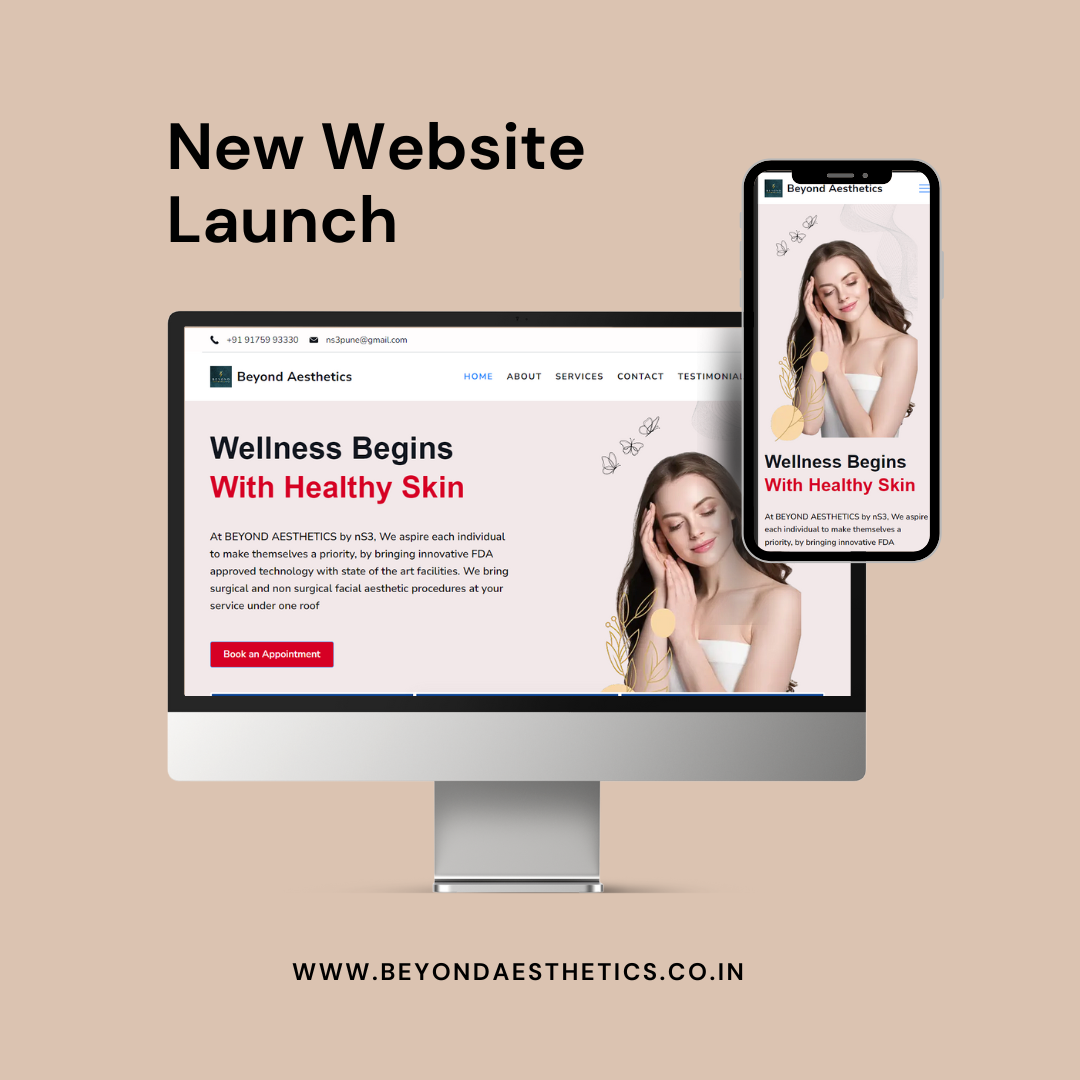 New Website
Launch
+91 91759 93330 ns3pune@gmail.com
Beyond Aesthetics HOME ABOUT SERVICES CONTACT TESTIMONIAL
Wellness Begins
With Healthy Skin
At BEYOND AESTHETICS by nS3, We aspire each individual
to make themselves a priority, by bringing innovative FDA
approved technology with state of the art facilities. We bring
surgical and non surgical facial aesthetic procedures at your
service under one roof
Book an Appointment
Beyond Aesthetics
Wellness Begins
With Healthy Skin
At BEYOND AESTHETICS by nS3, We aspire
each individual to make themselves a
priority, by bringing innovative FDA
WWW.BEYONDAESTHETICS.CO.IN